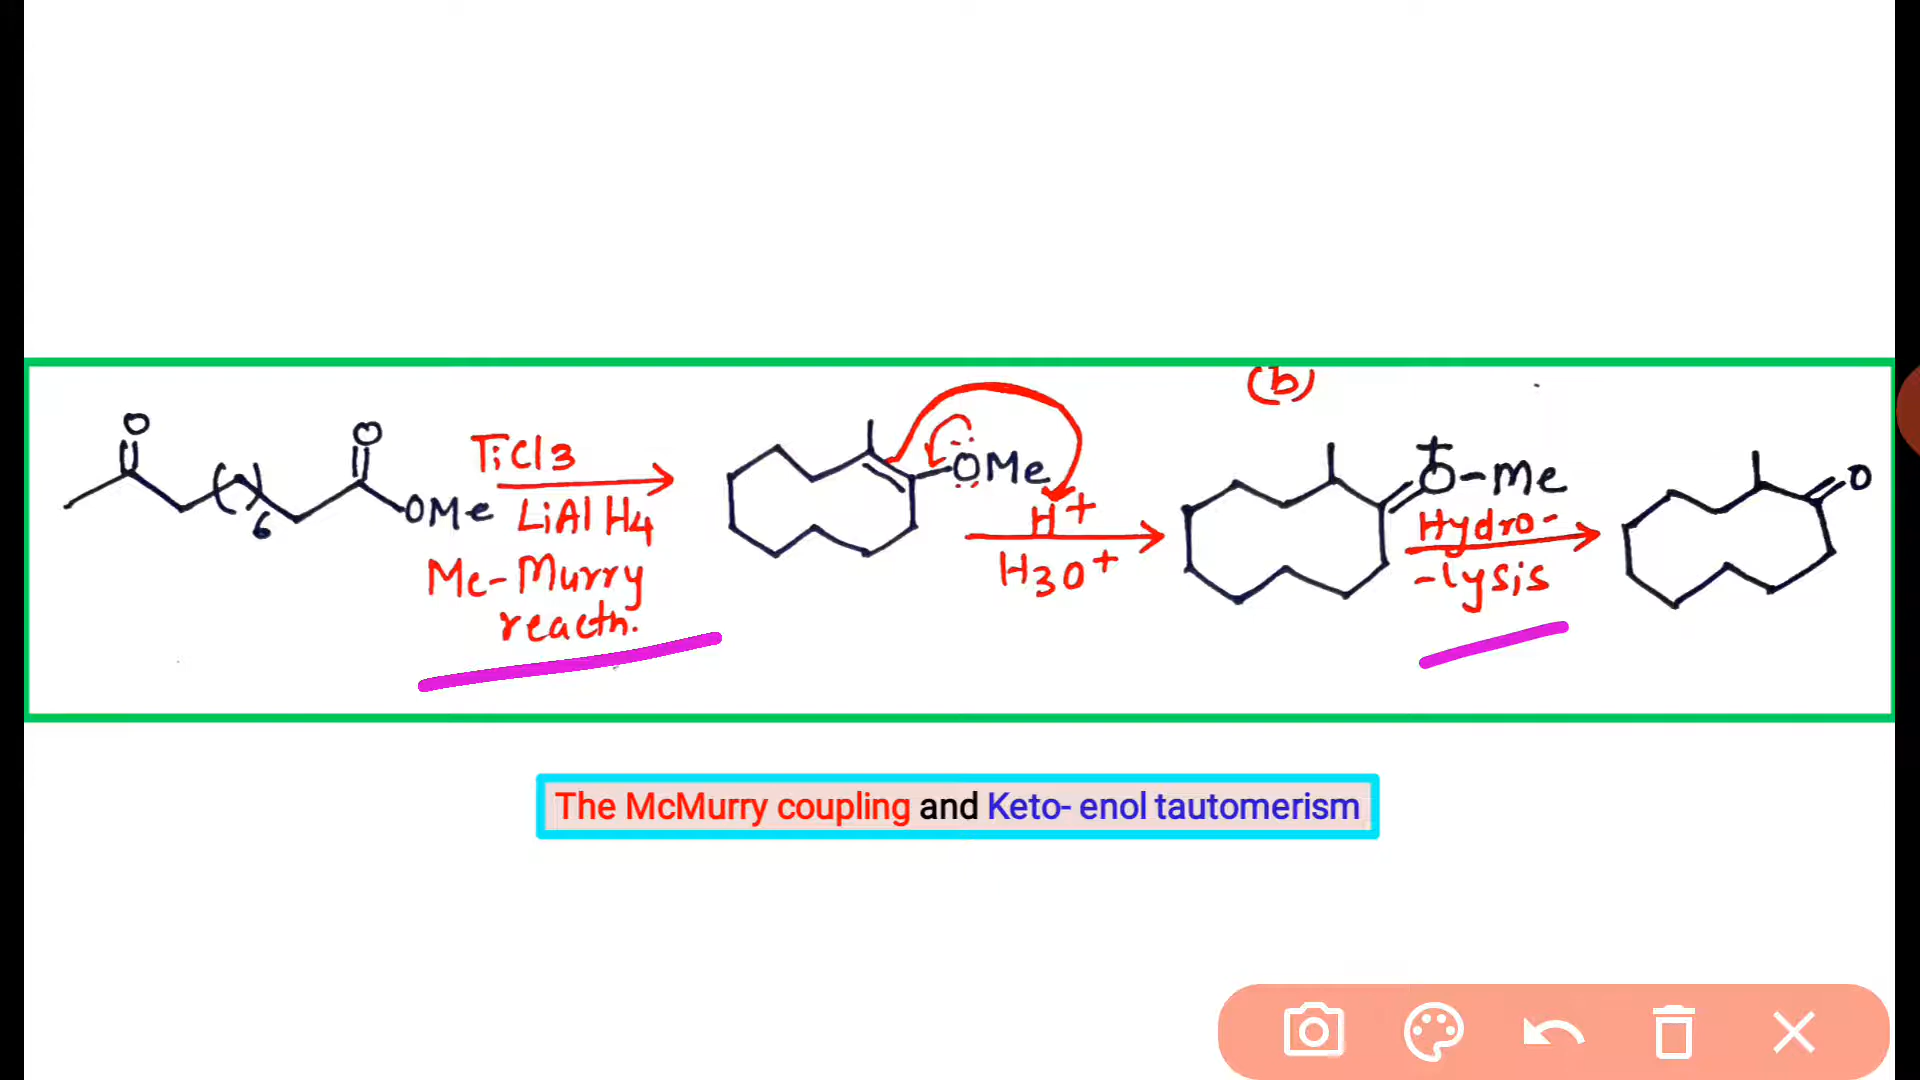 (b)
O
O
OMe
6
TiCl3
LiAlH4
Mc-Murry
reactn.
OMe
H+
H3O+
+
O-Me
Hydro-
-lysis
O
The McMurry coupling and Keto- enol tautomerism